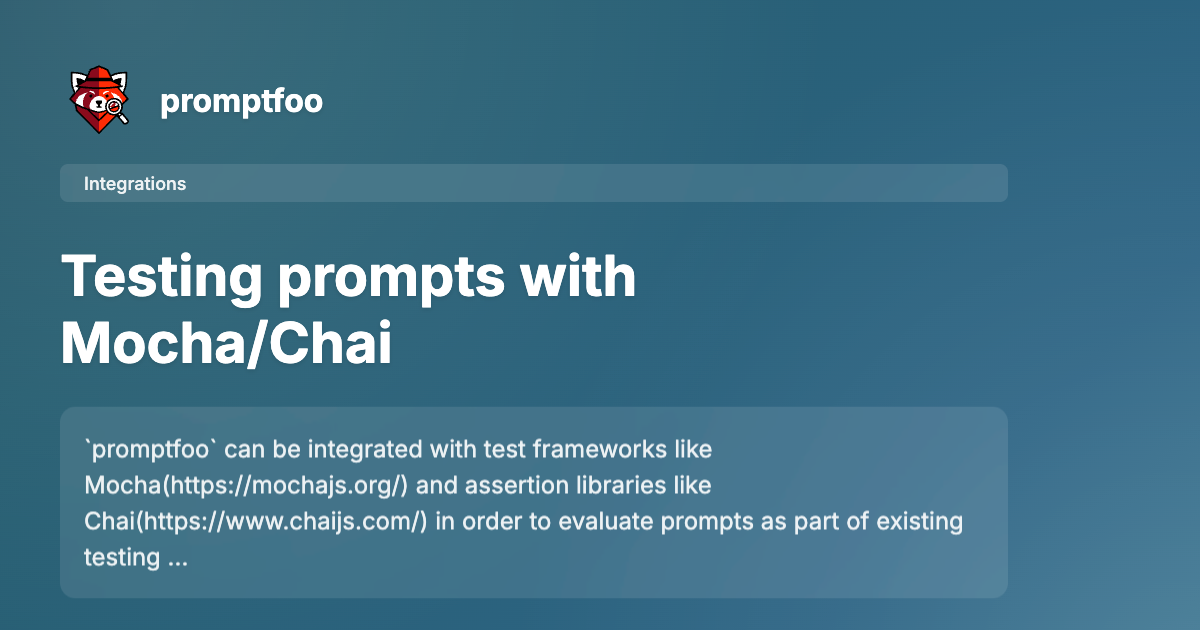 promptfoo
Integrations
Testing prompts with
Mocha/Chai
`promptfoo` can be integrated with test frameworks like
Mocha(https://mochajs.org/) and assertion libraries like
Chai(https://www.chaijs.com/) in order to evaluate prompts as part of existing
testing ...